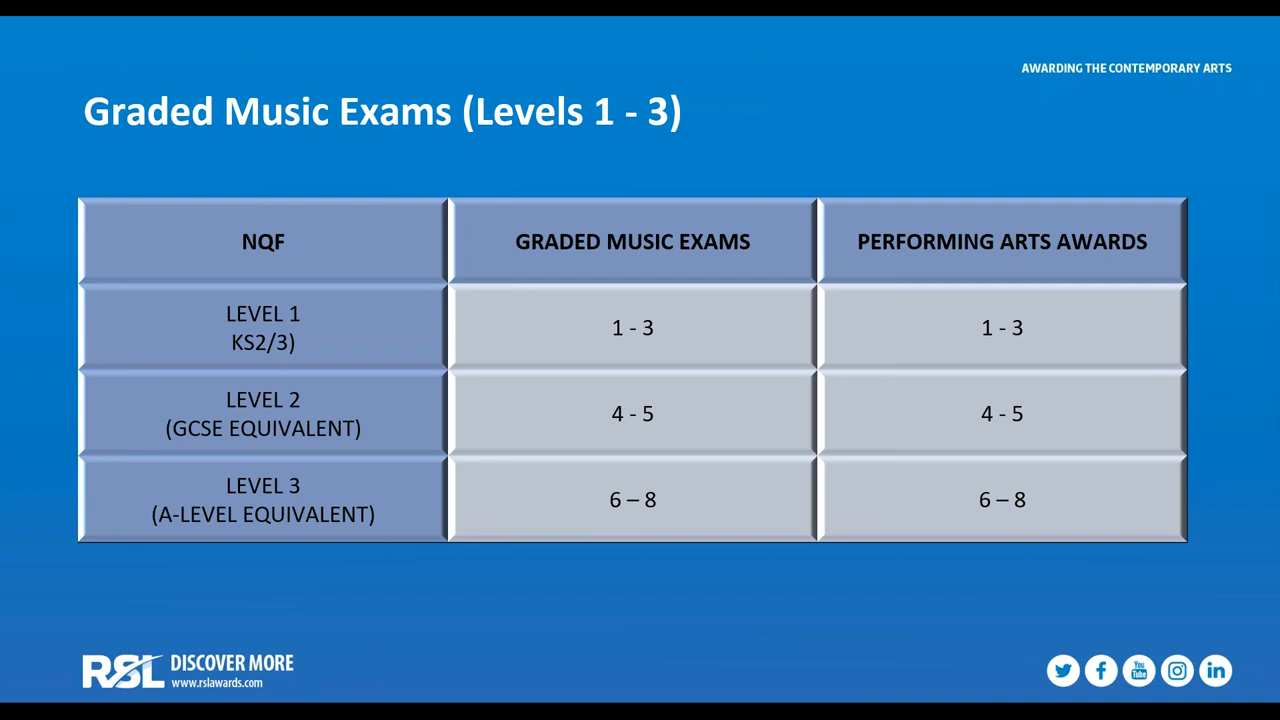 AWARDING THE CONTEMPORARY ARTS
Graded Music Exams (Levels 1 - 3)
NQF
GRADED MUSIC EXAMS
PERFORMING ARTS AWARDS
LEVEL 1
KS2/3)
1 - 3
1 - 3
LEVEL 2
(GCSE EQUIVALENT)
4 - 5
4 - 5
LEVEL 3
(A-LEVEL EQUIVALENT)
6 – 8
6 – 8
RSL DISCOVER MORE
www.rslawards.com
You
Tube
in